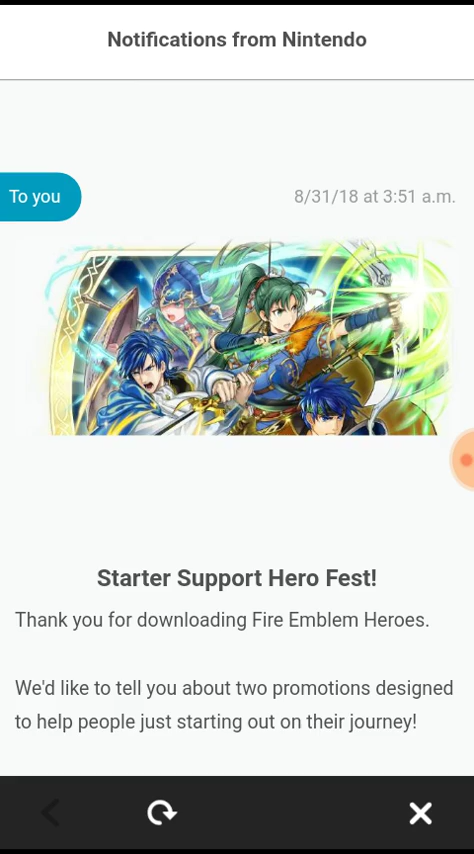 Notifications from Nintendo
To you
8/31/18 at 3:51 a.m.
Starter Support Hero Fest!
Thank you for downloading Fire Emblem Heroes.
We'd like to tell you about two promotions designed
to help people just starting out on their journey!